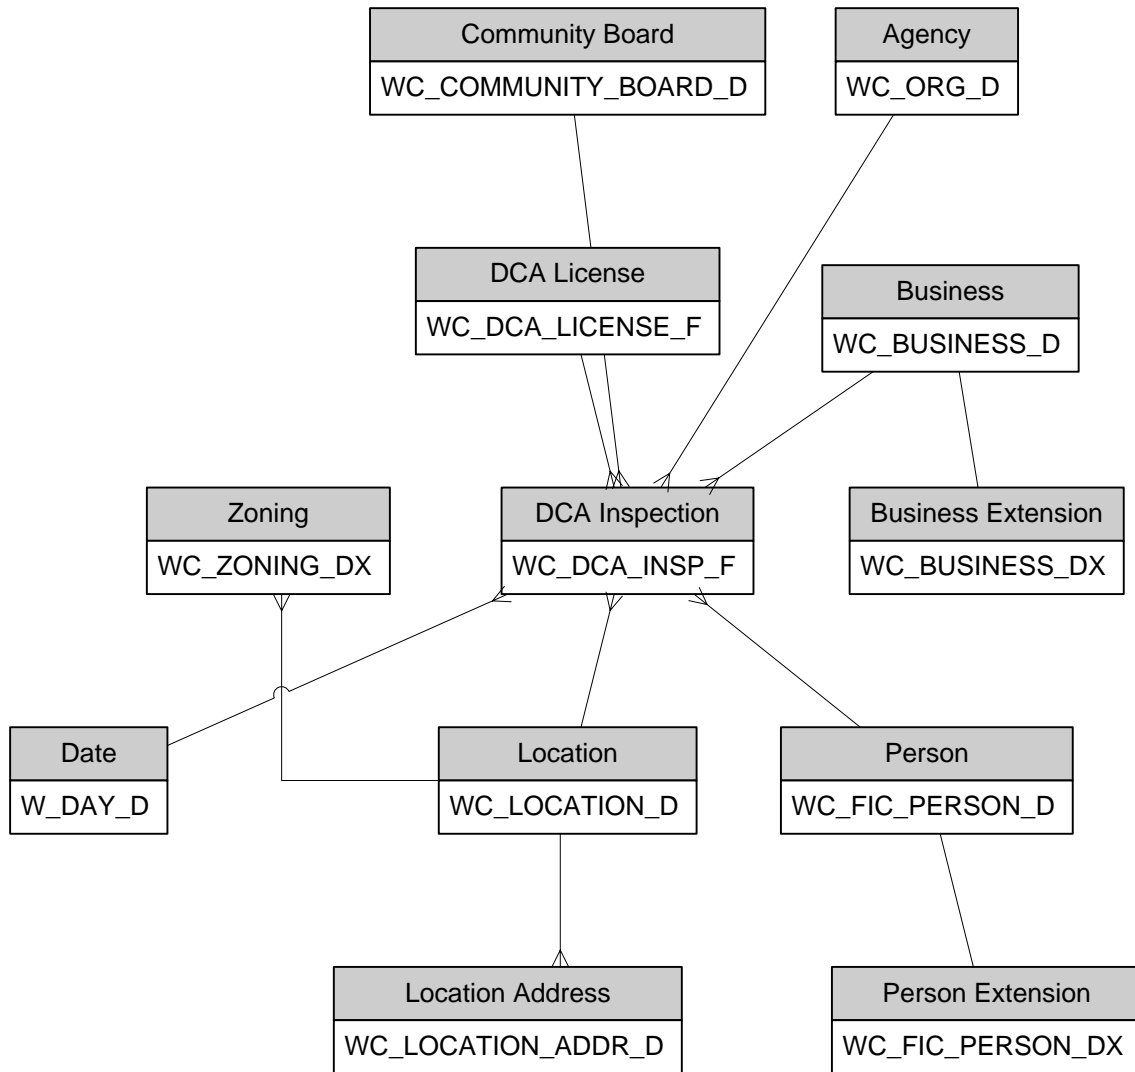 Community Board
WC_COMMUNITY_BOARD_D
Agency
WC_ORG_D
DCA License
WC_DCA_LICENSE_F
Business
WC_BUSINESS_D
Zoning
WC_ZONING_DX
DCA Inspection
WC_DCA_INSP_F
Business Extension
WC_BUSINESS_DX
Date
W_DAY_D
Location
WC_LOCATION_D
Person
WC_FIC_PERSON_D
Location Address
WC_LOCATION_ADDR_D
Person Extension
WC_FIC_PERSON_DX